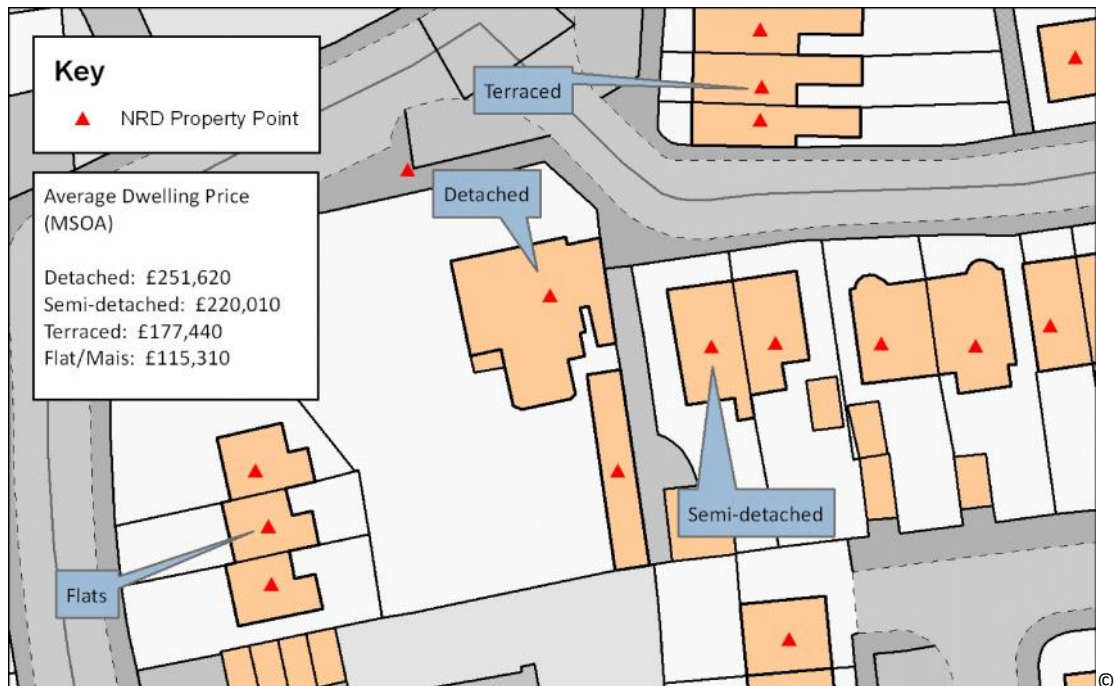 Key
NRD Property Point
Average Dwelling Price
(MSOA)
Detached: £251,620
Semi-detached: £220,010
Terraced: £177,440
Flat/Mais: £115,310
Terraced
Detached
Semi-detached
Flats
©